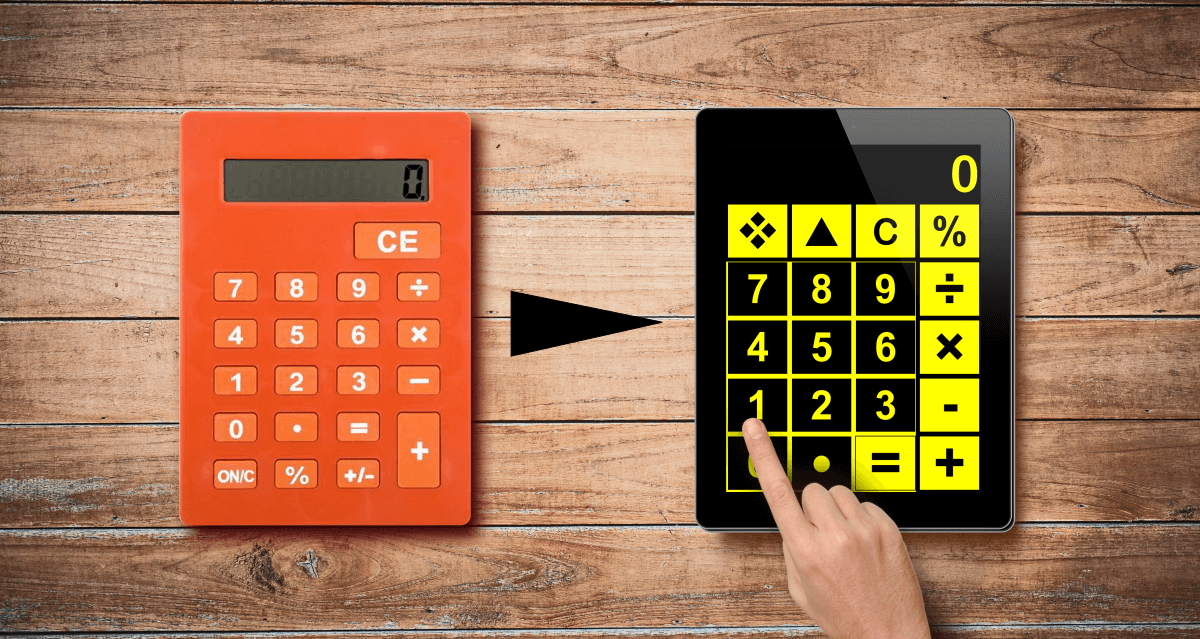 0.
CE
7 8 9 ÷
4 5 6 ×
1 2 3 −
0 . =
+
ON/C % +/−
0
C %
7 8 9 ÷
4 5 6 ×
1 2 3 -
. = +